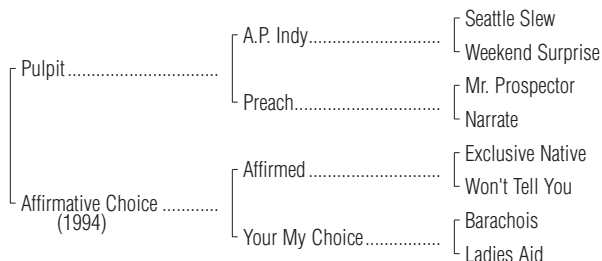 Seattle Slew
A.P. Indy..............................
Weekend Surprise
Pulpit.................................
Mr. Prospector
Preach.................................
Narrate
Exclusive Native
Affirmed..............................
Won't Tell You
Affirmative Choice ............
(1994)
Barachois
Your My Choice..................
Ladies Aid